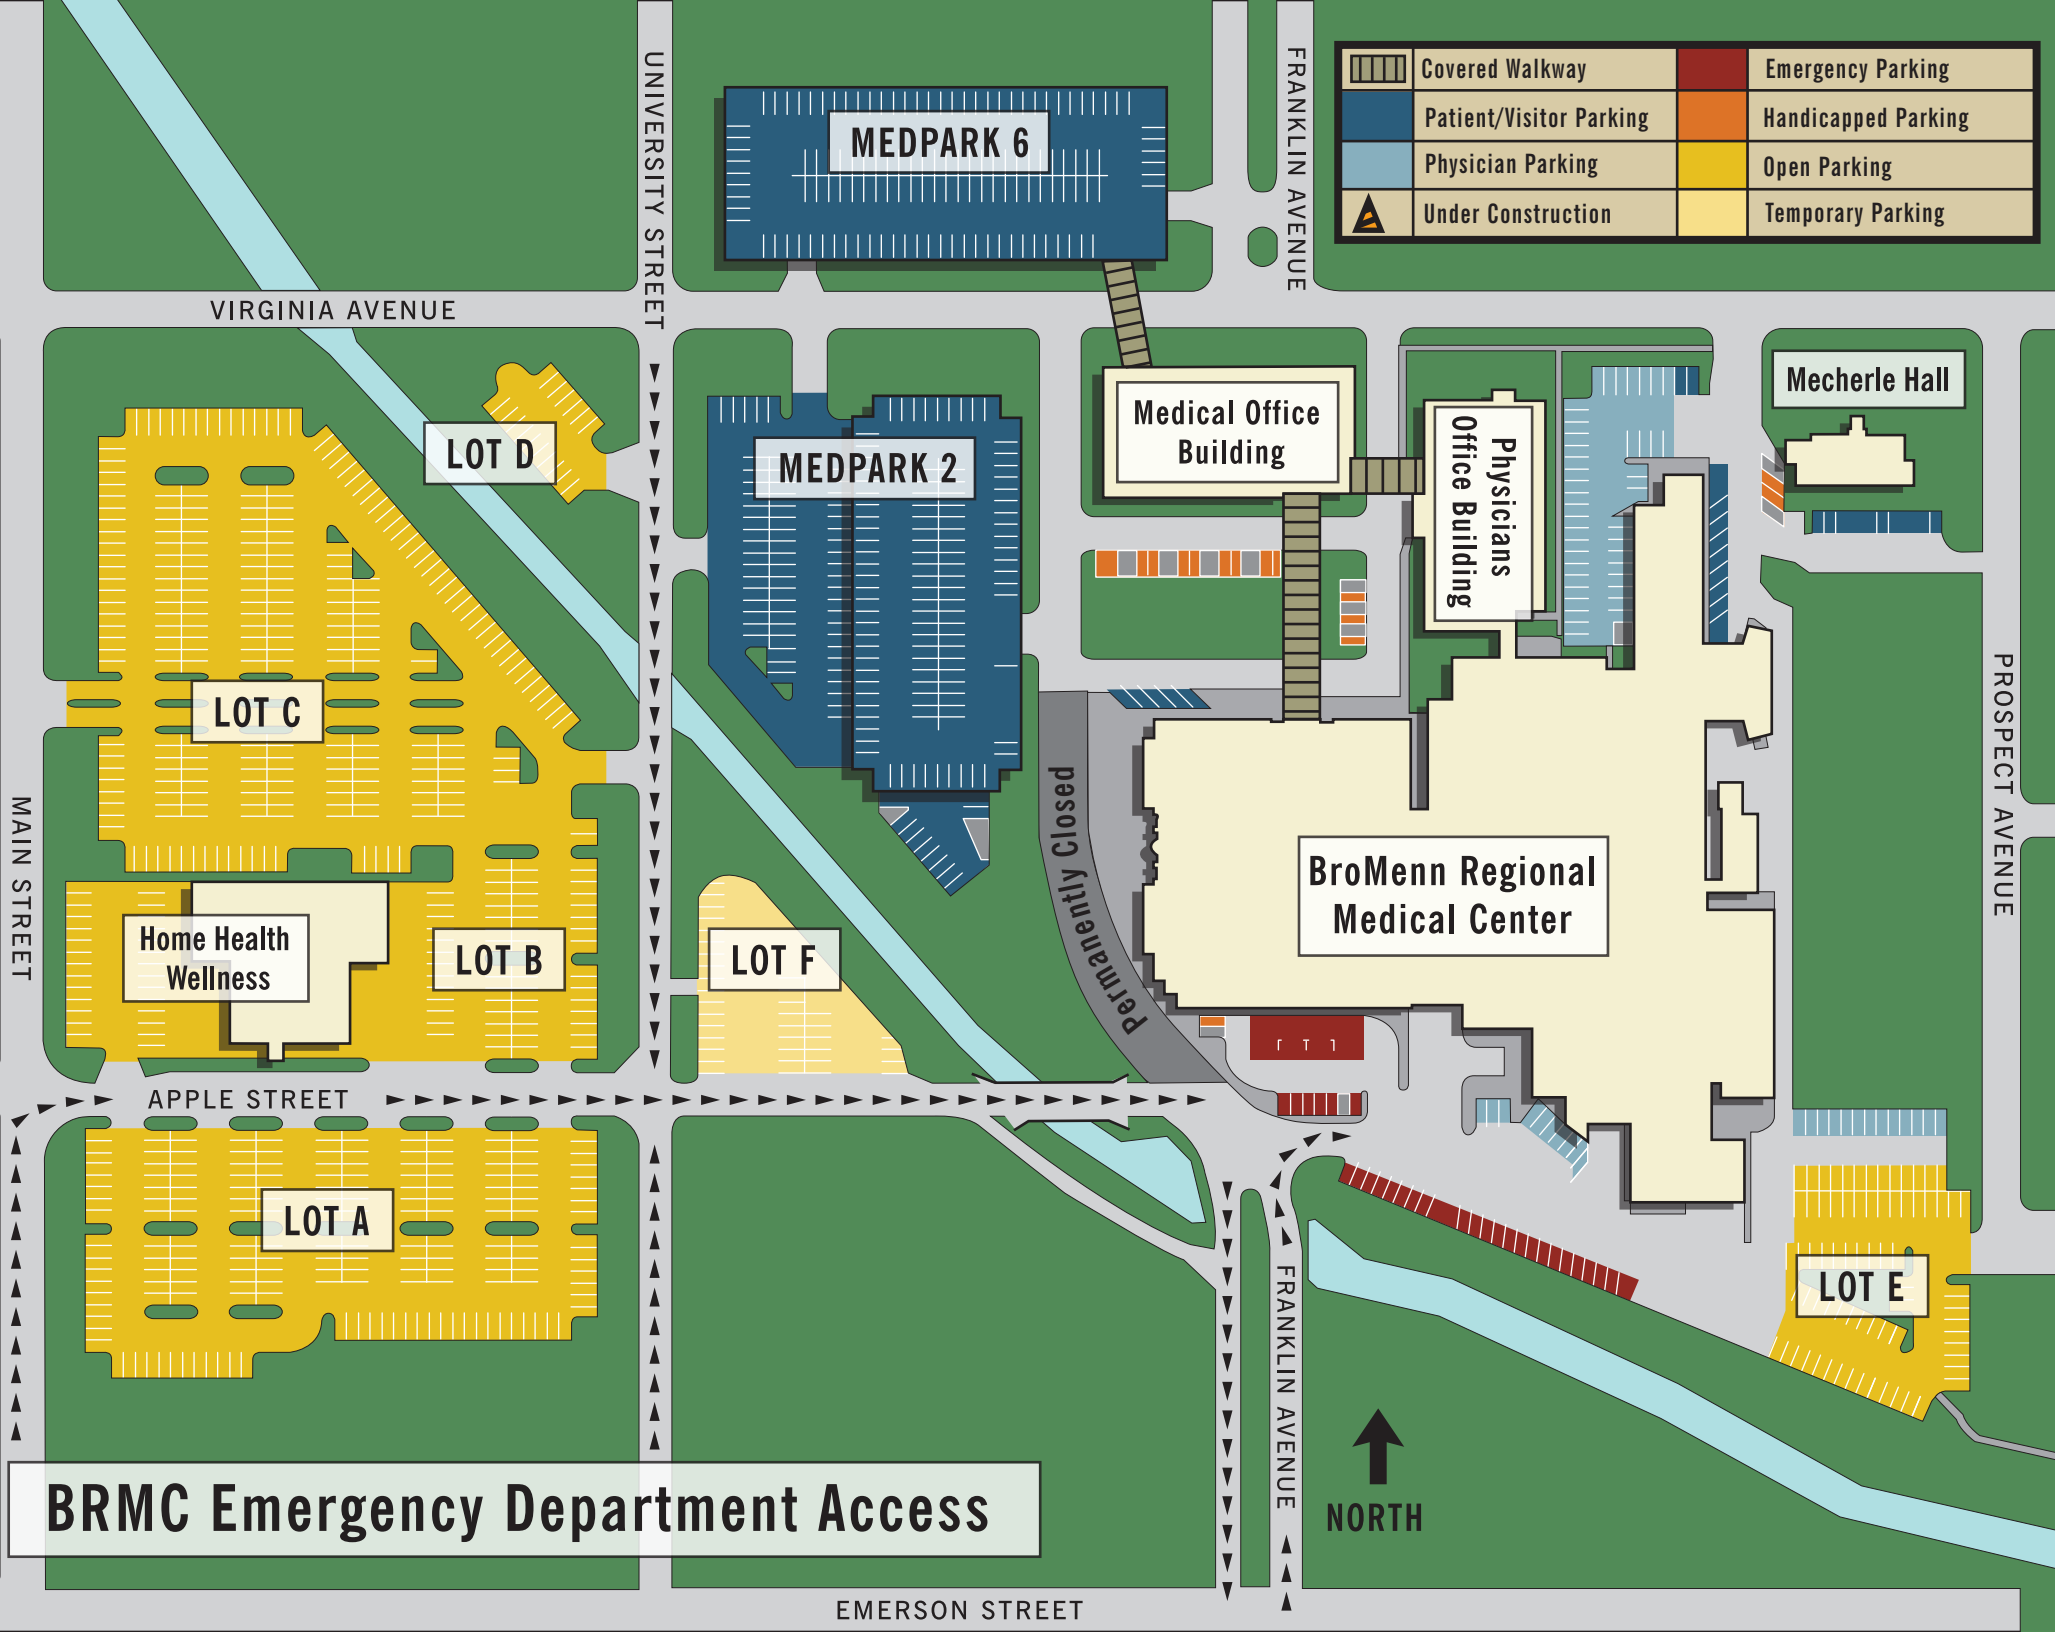 UNIVERSITY STREET
MEDPARK 6
FRANKLIN AVENUE
Covered Walkway
Emergency Parking
Patient/Visitor Parking
Handicapped Parking
Physician Parking
Open Parking
Under Construction
Temporary Parking
VIRGINIA AVENUE
Mecherle Hall
Medical Office
Building
Physicians
Office Building
LOT D
MEDPARK 2
LOT C
PROSPECT AVENUE
MAIN STREET
Permanently Closed
BroMenn Regional
Medical Center
Home Health
Wellness
LOT B
LOT F
APPLE STREET
LOT A
LOT E
FRANKLIN AVENUE
NORTH
BRMC Emergency Department Access
EMERSON STREET